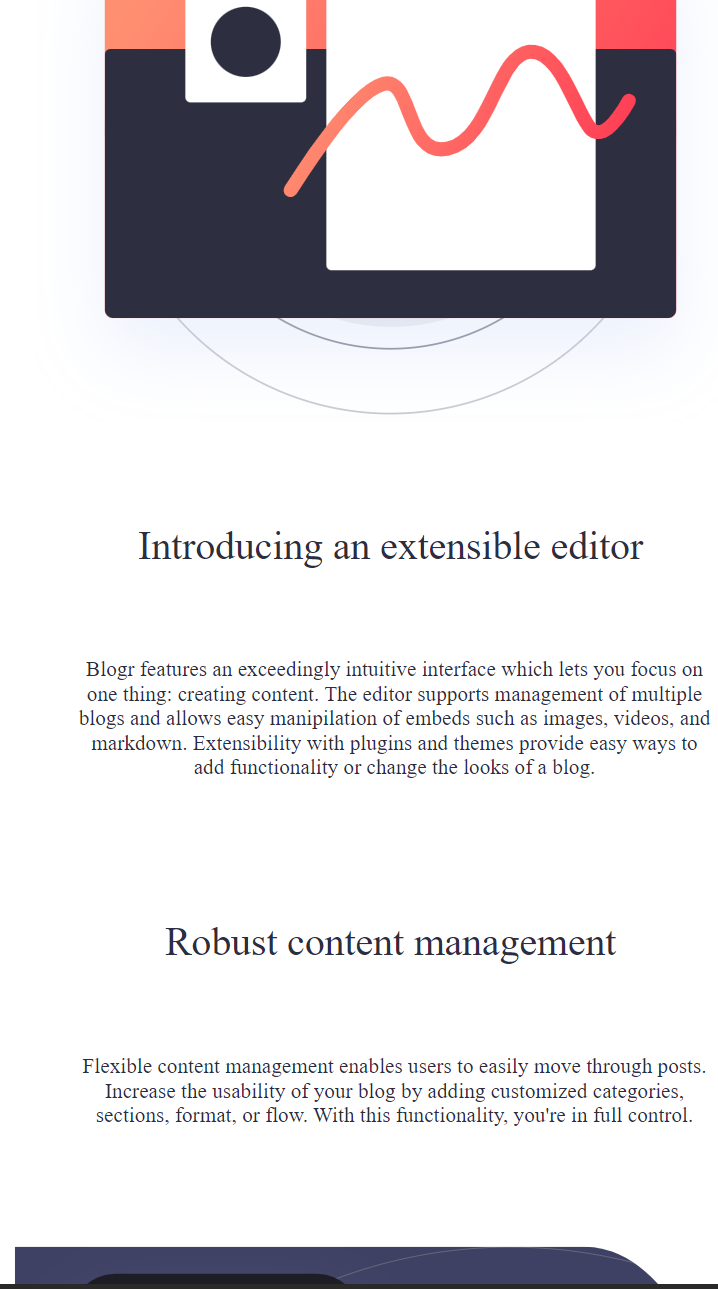 Introducing an extensible editor
Blogr features an exceedingly intuitive interface which lets you focus on
one thing: creating content. The editor supports management of multiple
blogs and allows easy manipilation of embeds such as images, videos, and
markdown. Extensibility with plugins and themes provide easy ways to
add functionality or change the looks of a blog.
Robust content management
Flexible content management enables users to easily move through posts.
Increase the usability of your blog by adding customized categories,
sections, format, or flow. With this functionality, you're in full control.